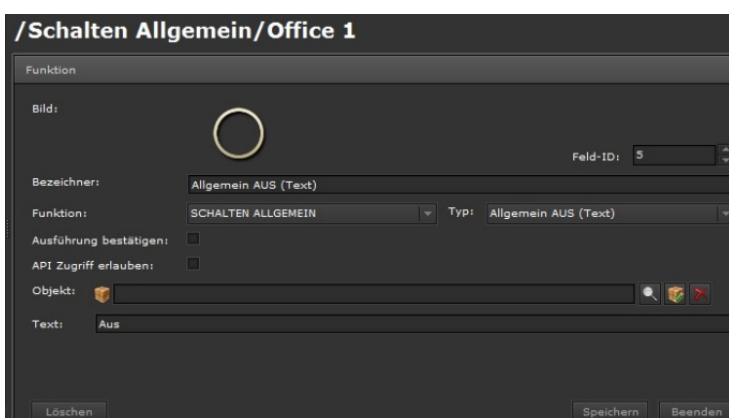 /Schalten Allgemein/Office 1
Funktion
Bild:
Feld-ID: 5
Bezeichner: Allgemein AUS (Text)
Funktion: SCHALTEN ALLGEMEIN Typ: Allgemein AUS (Text)
Ausführung bestätigen:
API Zugriff erlauben:
Objekt:
Text: Aus
Löschen Speichern Beenden